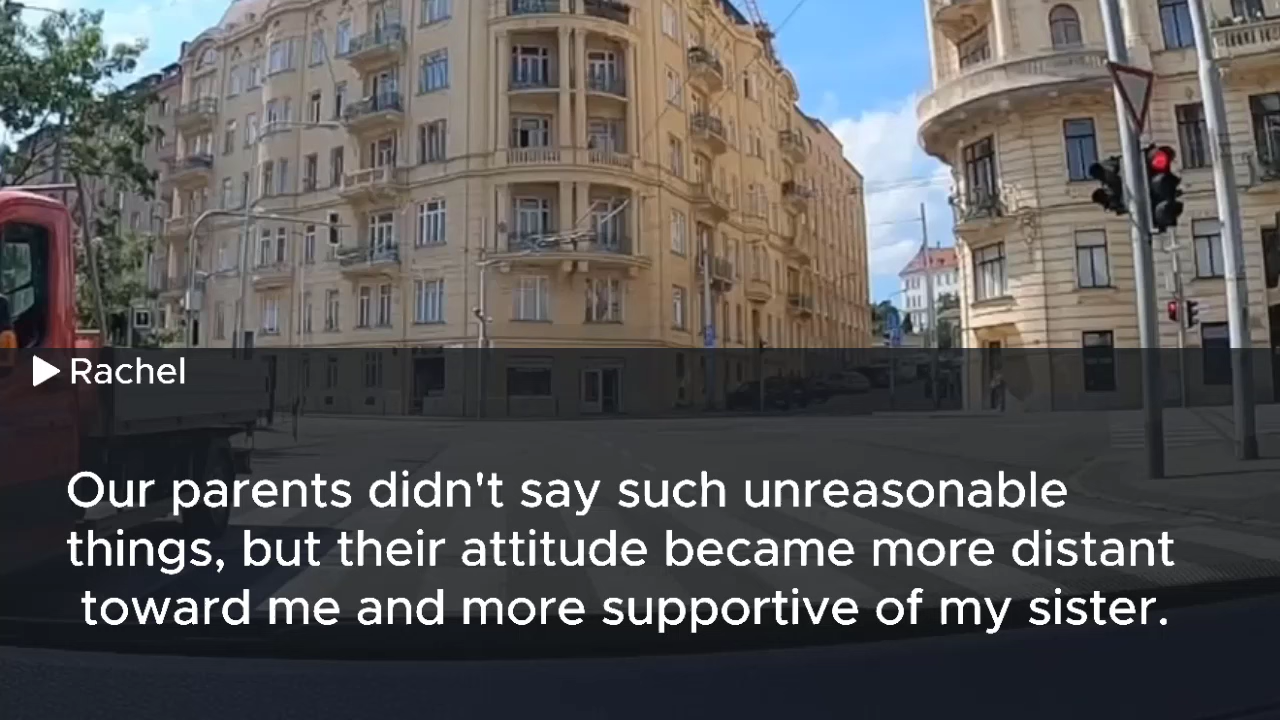 ▶ Rachel
Our parents didn't say such unreasonable
things, but their attitude became more distant
toward me and more supportive of my sister.